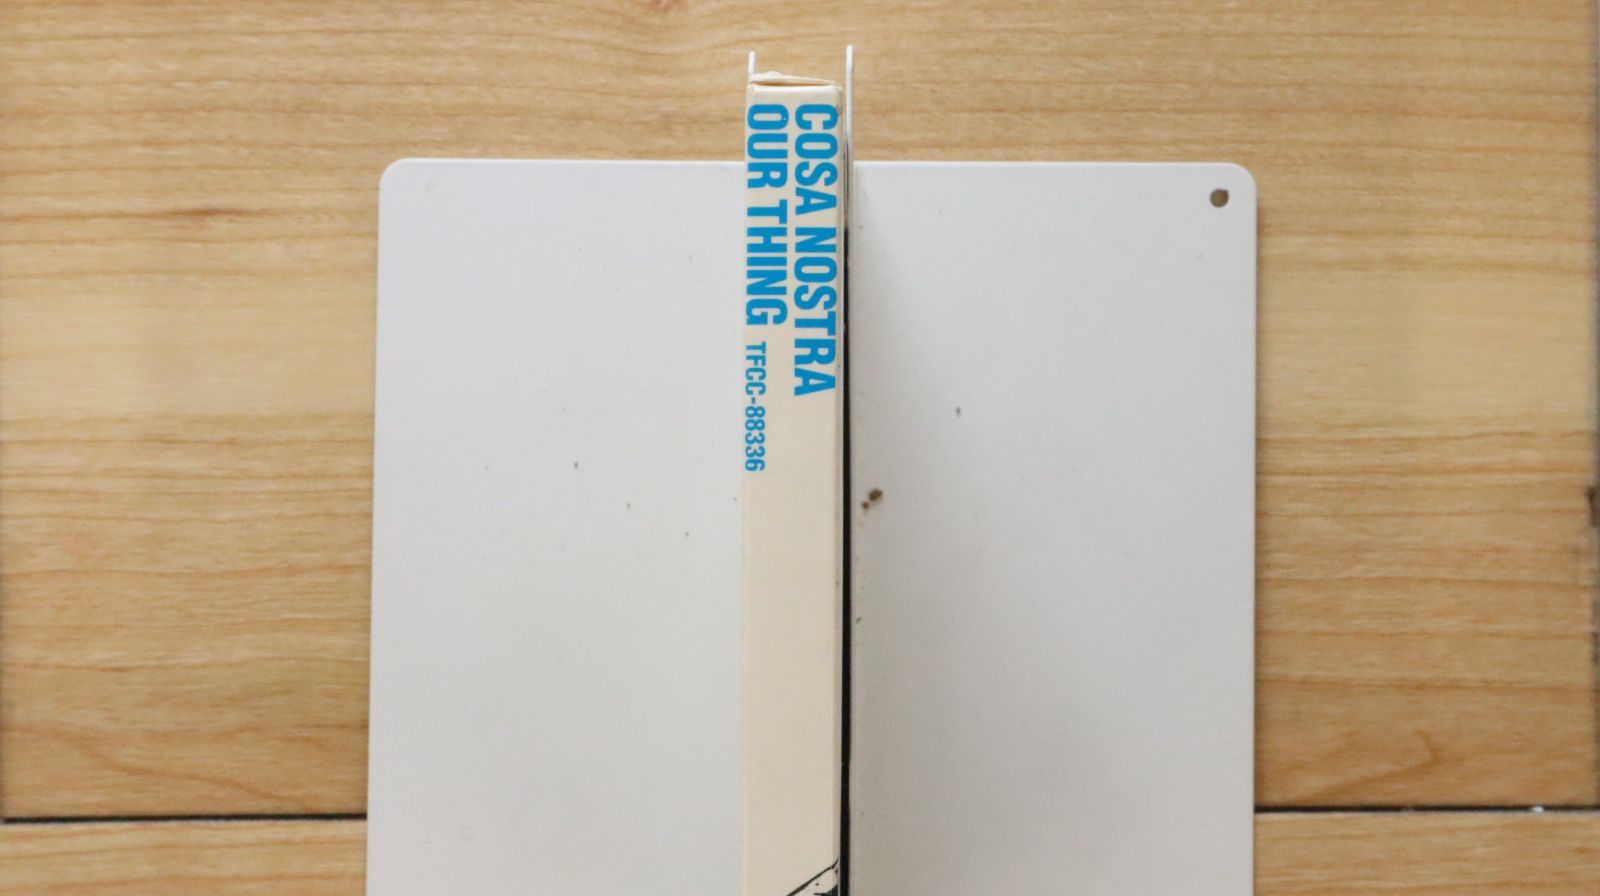 COSA NOSTRA
OUR THING TFCC-88336